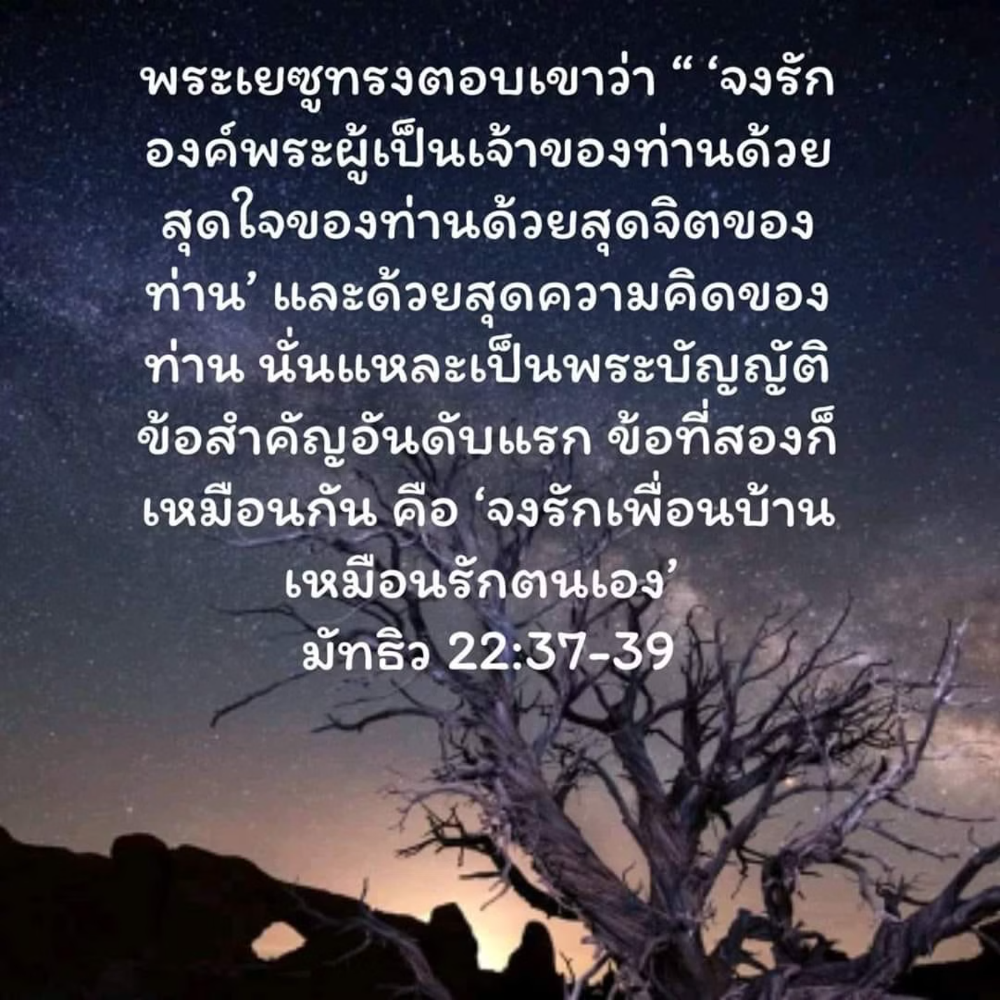 พระเยซูทรงตอบเขาว่า “ ‘จงรัก
องค์พระผู้เป็นเจ้าของท่านด้วย
สุดใจของท่านด้วยสุดจิตของ
ท่าน’ และด้วยสุดความคิดของ
ท่าน นั่นแหละเป็นพระบัญญัติ
ข้อสำคัญอันดับแรก ข้อที่สองก็
เหมือนกัน คือ ‘จงรักเพื่อนบ้าน
เหมือนรักตนเอง’
มัทธิว 22:37-39